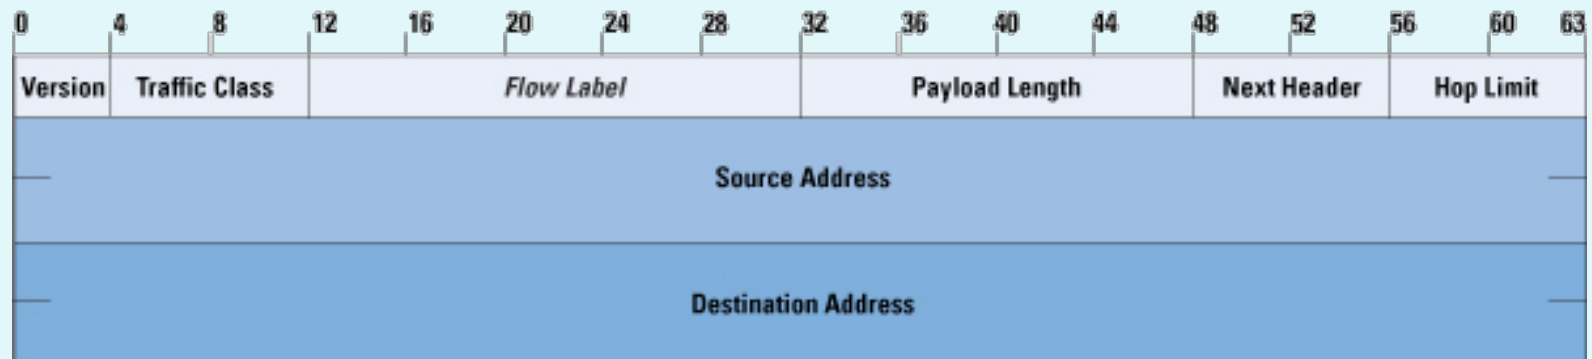 0 4 8 12 16 20 24 28 32 36 40 44 48 52 56 60 63
Version Traffic Class Flow Label Payload Length Next Header Hop Limit
Source Address
Destination Address